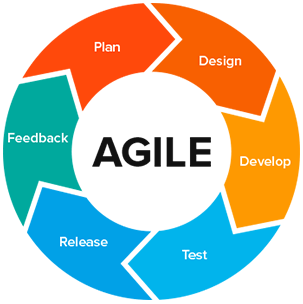 Plan
Design
Develop
Test
Release
Feedback
AGILE